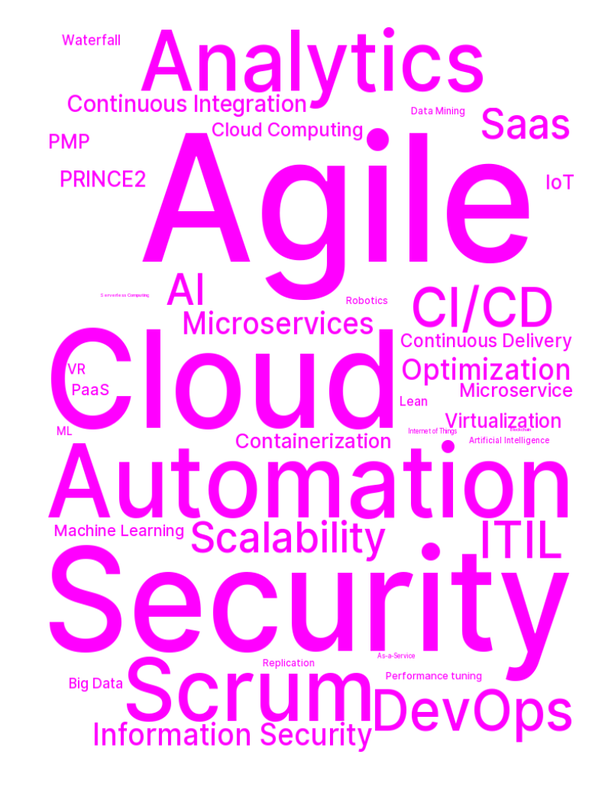 Waterfall
Analytics
Continuous Integration
Data Mining
Saas
Cloud Computing
PMP
Agile
PRINCE2
IoT
AI
Robotics
CI/CD
Microservices
Cloud
Continuous Delivery
VR
Optimization
PaaS
Microservice
Lean
Virtualization
ML
Internet of Things
Containerization
Artificial Intelligence
Automation
Machine Learning
Scalability
ITIL
Security
As-a-Service
Replication
Scrum
Performance tuning
Big Data
DevOps
Information Security